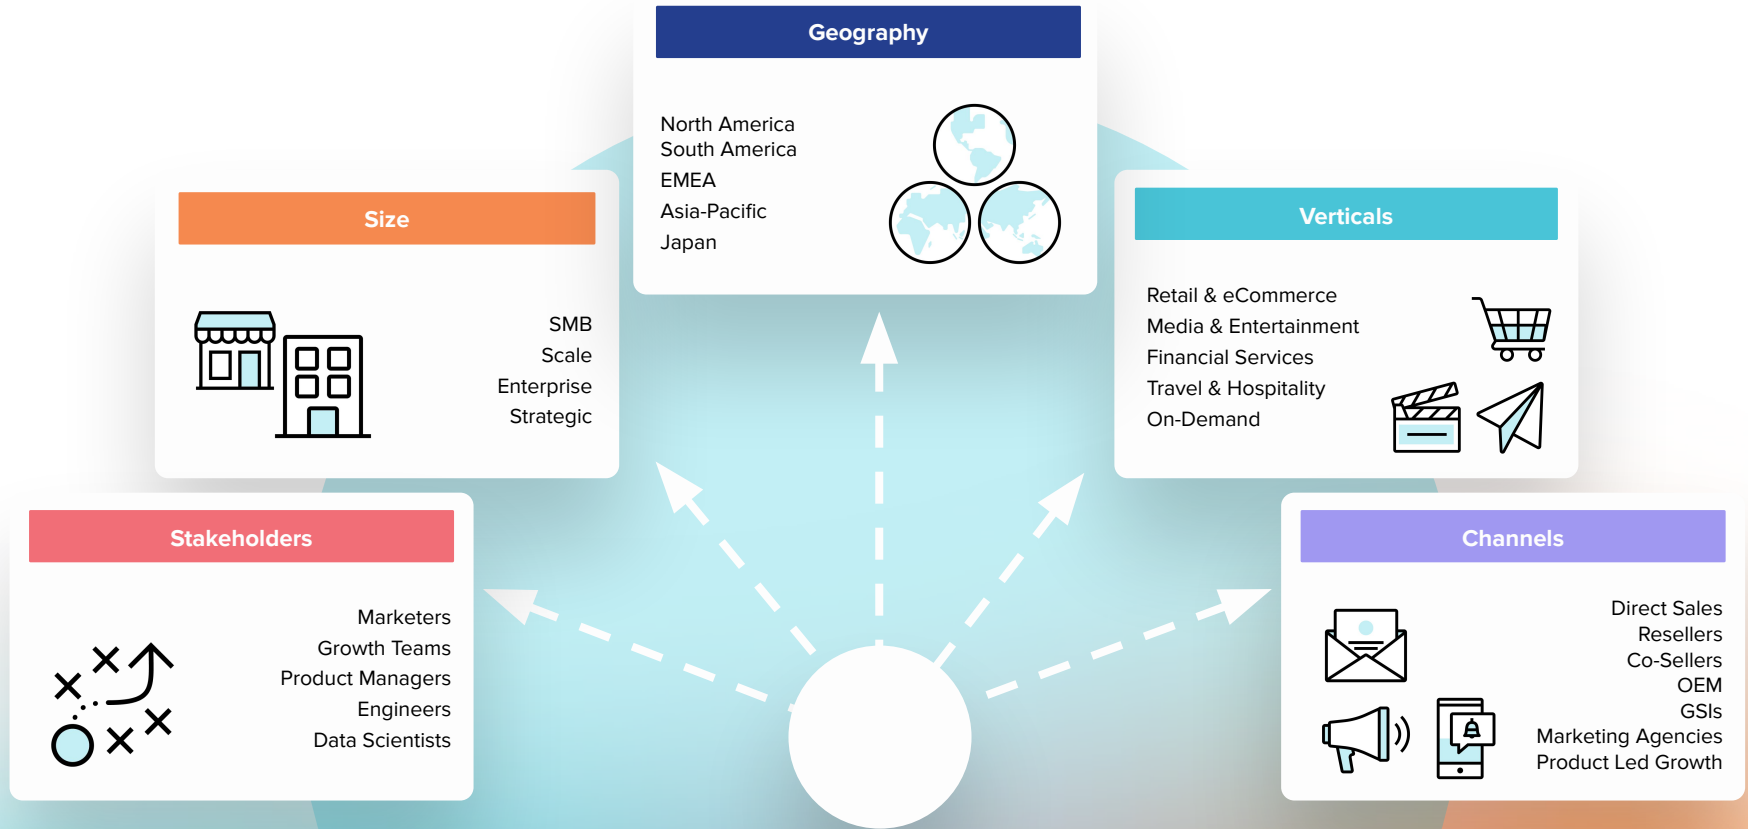 Geography
North America
South America
EMEA
Asia-Pacific
Japan
Size
SMB
Scale
Enterprise
Strategic
Verticals
Retail & eCommerce
Media & Entertainment
Financial Services
Travel & Hospitality
On-Demand
Stakeholders
Marketers
Growth Teams
Product Managers
Engineers
Data Scientists
Channels
Direct Sales
Resellers
Co-Sellers
OEM
GSIs
Marketing Agencies
Product Led Growth